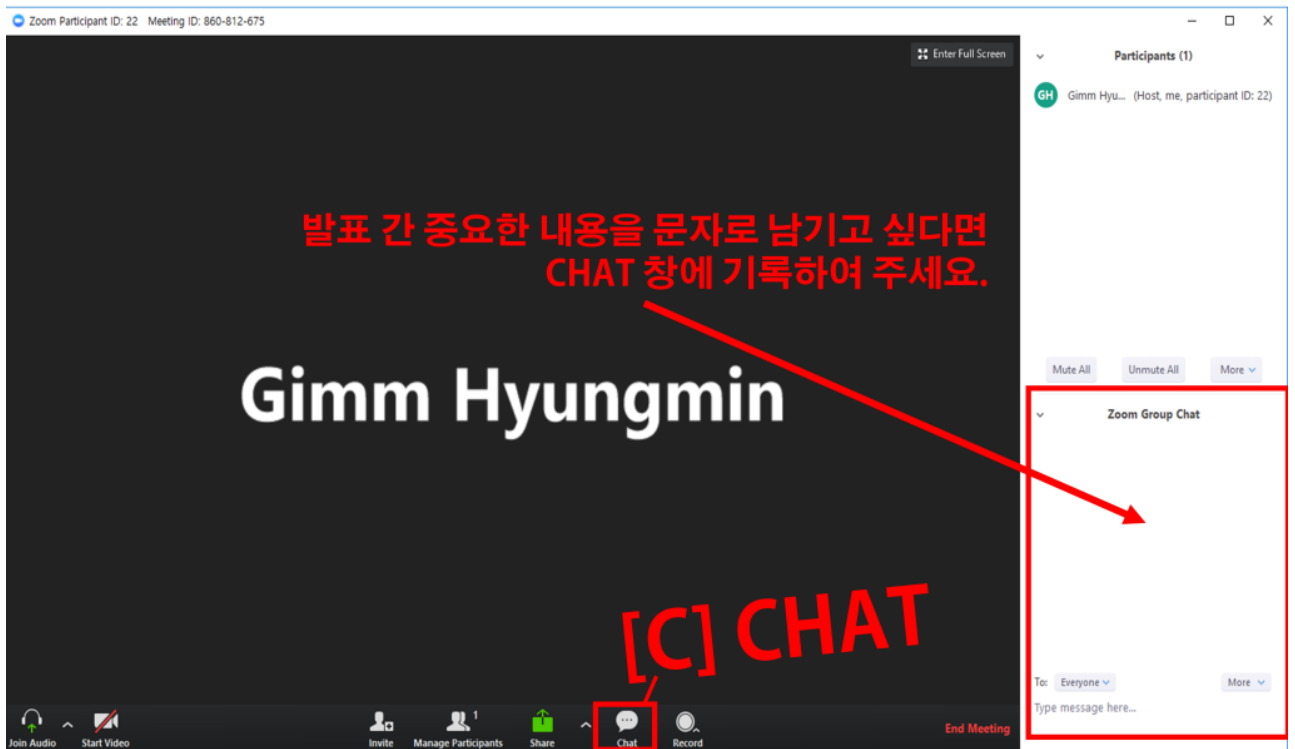 Zoom Participant ID: 22 Meeting ID: 860-812-675
Enter Full Screen
Participants (1)
GH Gimm Hyu... (Host, me, participant ID: 22)
발표 간 중요한 내용을 문자로 남기고 싶다면
CHAT 창에 기록하여 주세요.
Gimm Hyungmin
Mute All Unmute All More
Zoom Group Chat
[C] CHAT
To: Everyone More
Type message here...
Join Audio Start Video Invite Manage Participants 1 Share Chat Record End Meeting